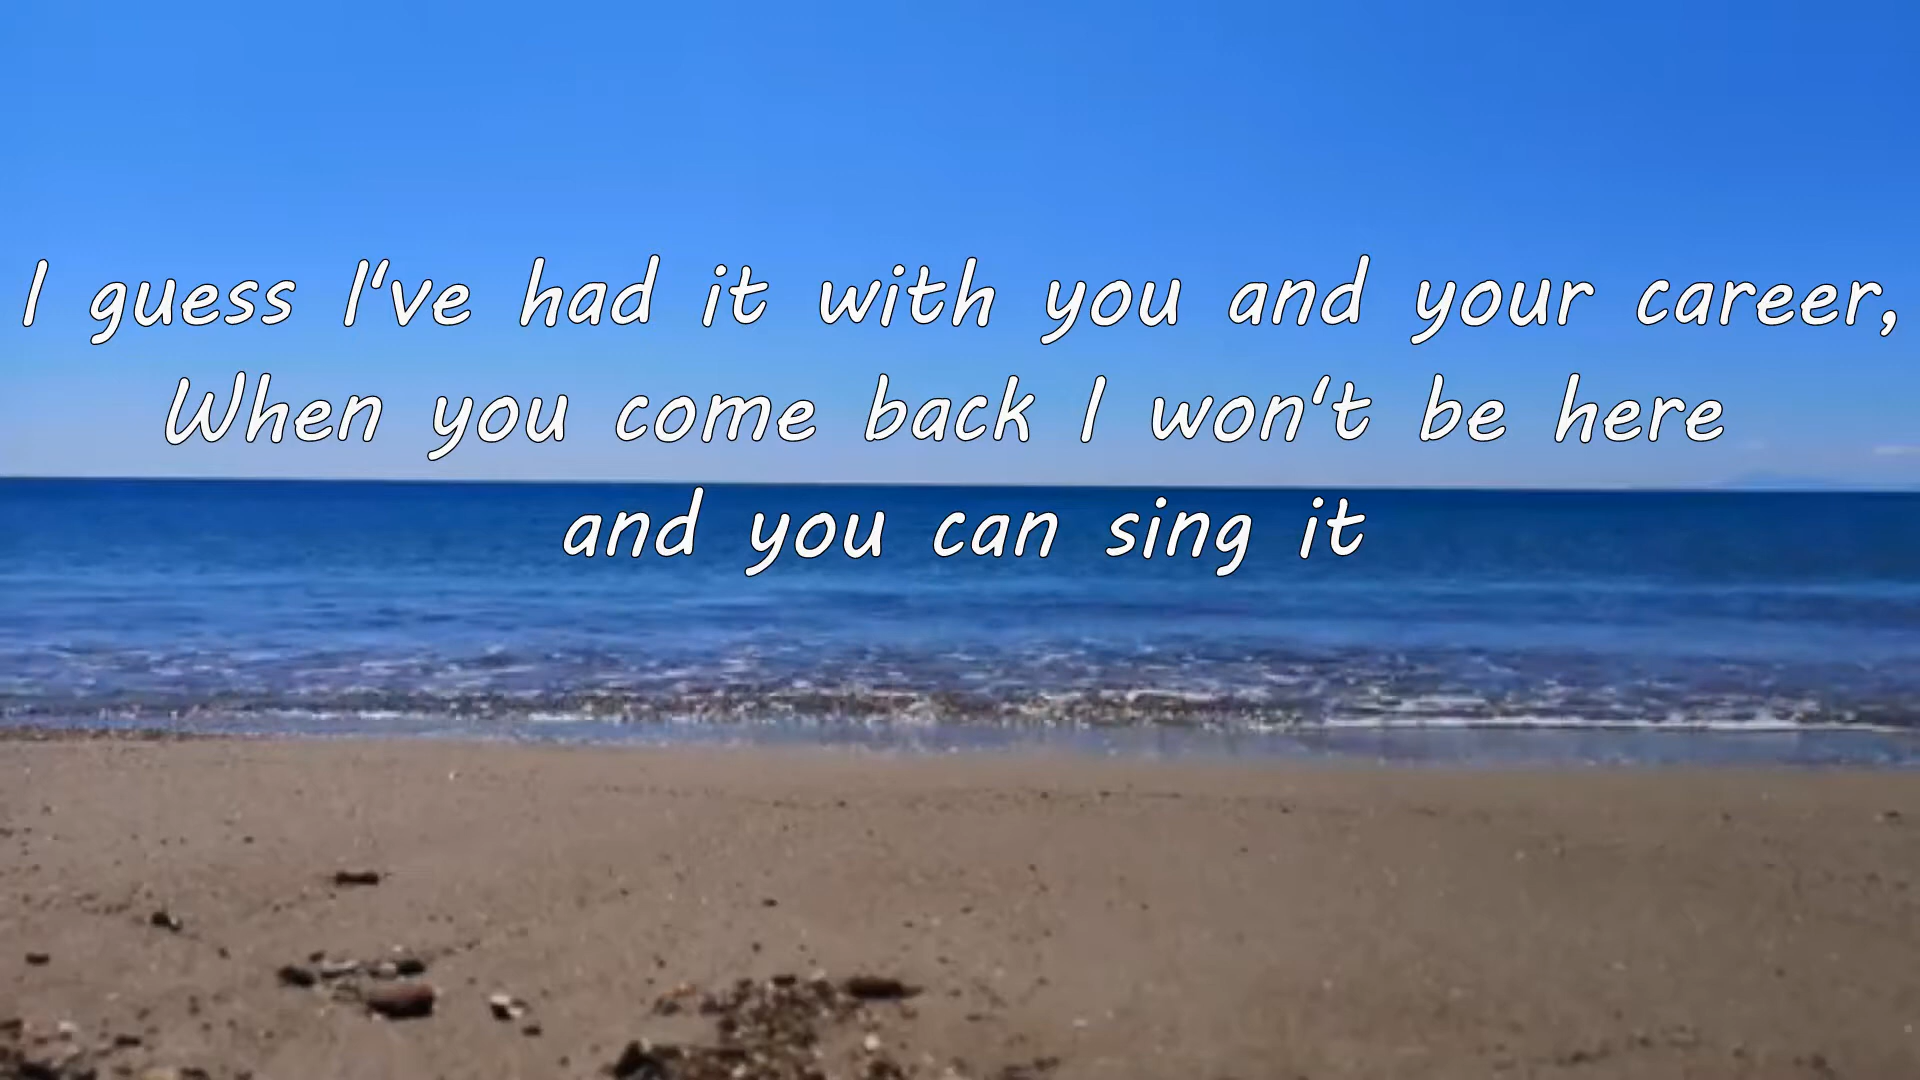 I guess I've had it with you and your career,
When you come back I won't be here
and you can sing it